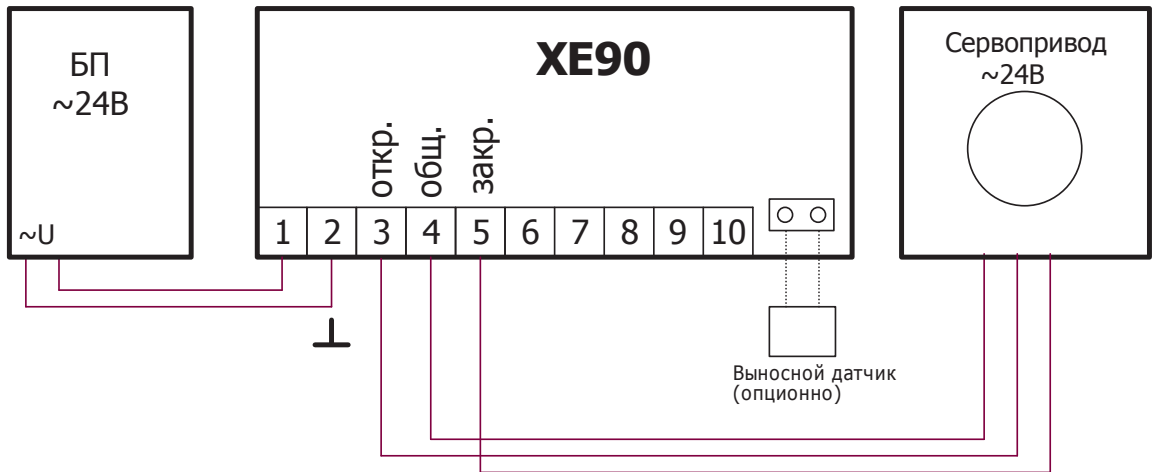 БП
~24В
~U
XE90
откр.
общ.
закр.
1 2 3 4 5 6 7 8 9 10
Выносной датчик
(опционно)
Сервопривод
~24В